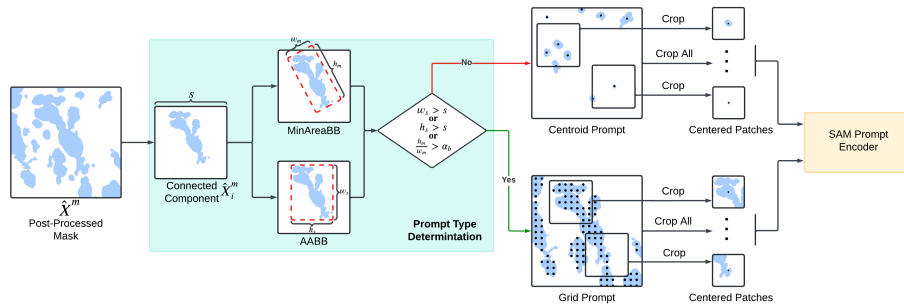 X̂^m
Post-Processed
Mask
s
Connected
Component X̂_i^m
w_m
h_m
MinAreaBB
w_s
h_s
AABB
w_s > s
or
h_s > s
or
h_m/w_m > α_b
Prompt Type
Determintation
No
Yes
Centroid Prompt
Crop
Crop All
Crop
Centered Patches
Grid Prompt
Crop
Crop All
Crop
Centered Patches
SAM Prompt
Encoder